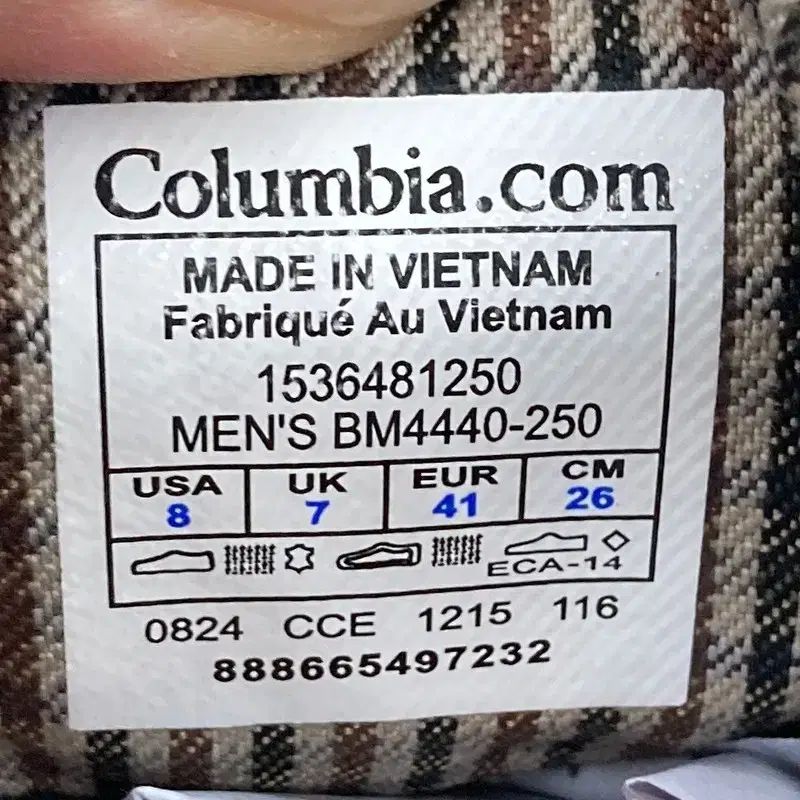 Columbia.com
MADE IN VIETNAM
Fabriqué Au Vietnam
1536481250
MEN'S BM4440-250
USA UK EUR CM
8 7 41 26
ECA-14
0824 CCE 1215 116
888665497232